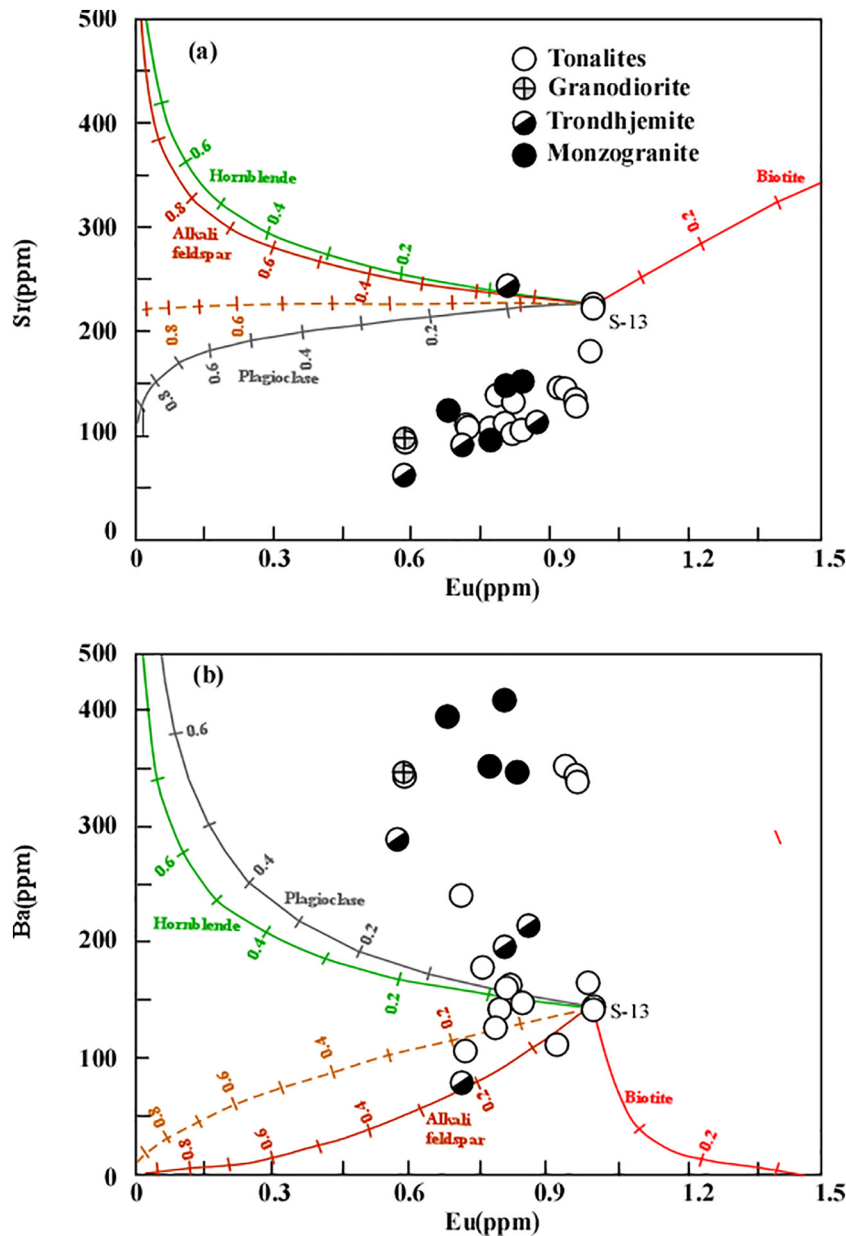 500
(a)
Tonalites
Granodiorite
Trondhjemite
Monzogranite
400
0.6
Hornblende
Biotite
300
0.8
0.4
0.2
Alkali
feldspar
0.6
0.2
0.4
200
0.8
0.6
0.2
S-13
0.6
0.4
Plagioclase
0.8
100
0
0
0.3
0.6
0.9
1.2
1.5
Sr(ppm)
Eu(ppm)
500
(b)
400
0.6
300
0.6
0.4
Plagioclase
Hornblende
0.4
0.2
200
0.2
S-13
0.2
0.4
100
0.6
0.2
Biotite
0.8
0.4
Alkali
feldspar
0.2
0.8
0.6
0
0
0.3
0.6
0.9
1.2
1.5
Ba(ppm)
Eu(ppm)